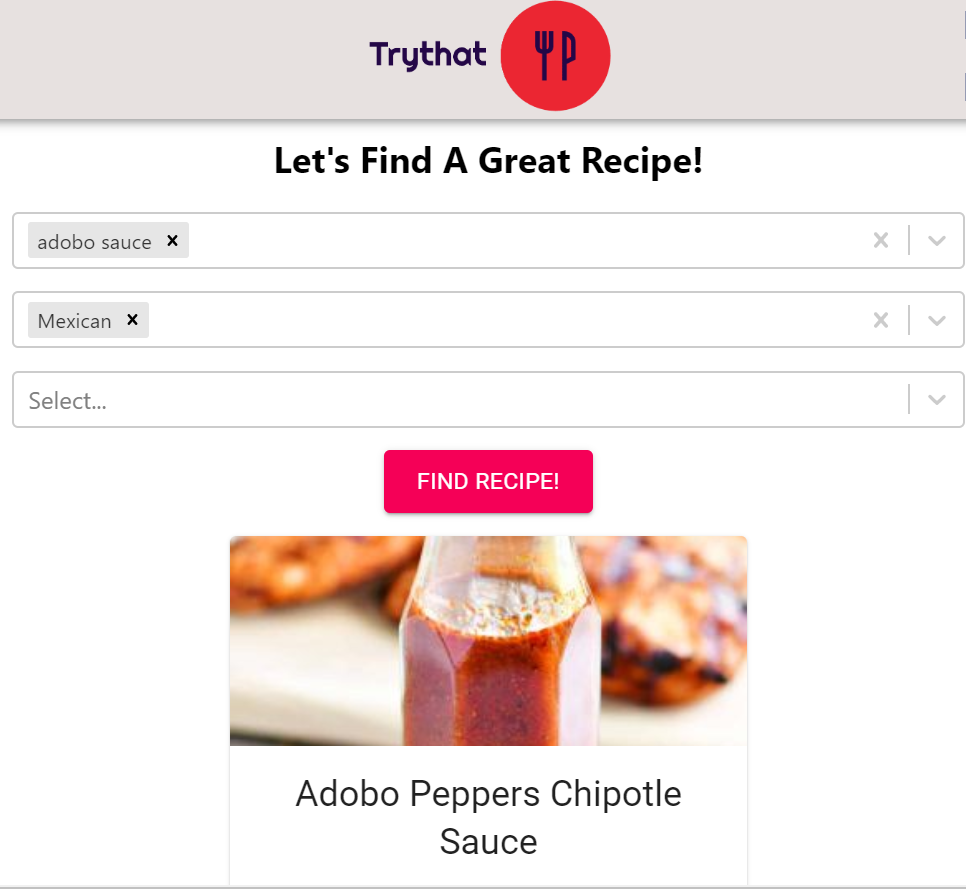 Trythat
Let's Find A Great Recipe!
adobo sauce
Mexican
Select...
FIND RECIPE!
Adobo Peppers Chipotle
Sauce